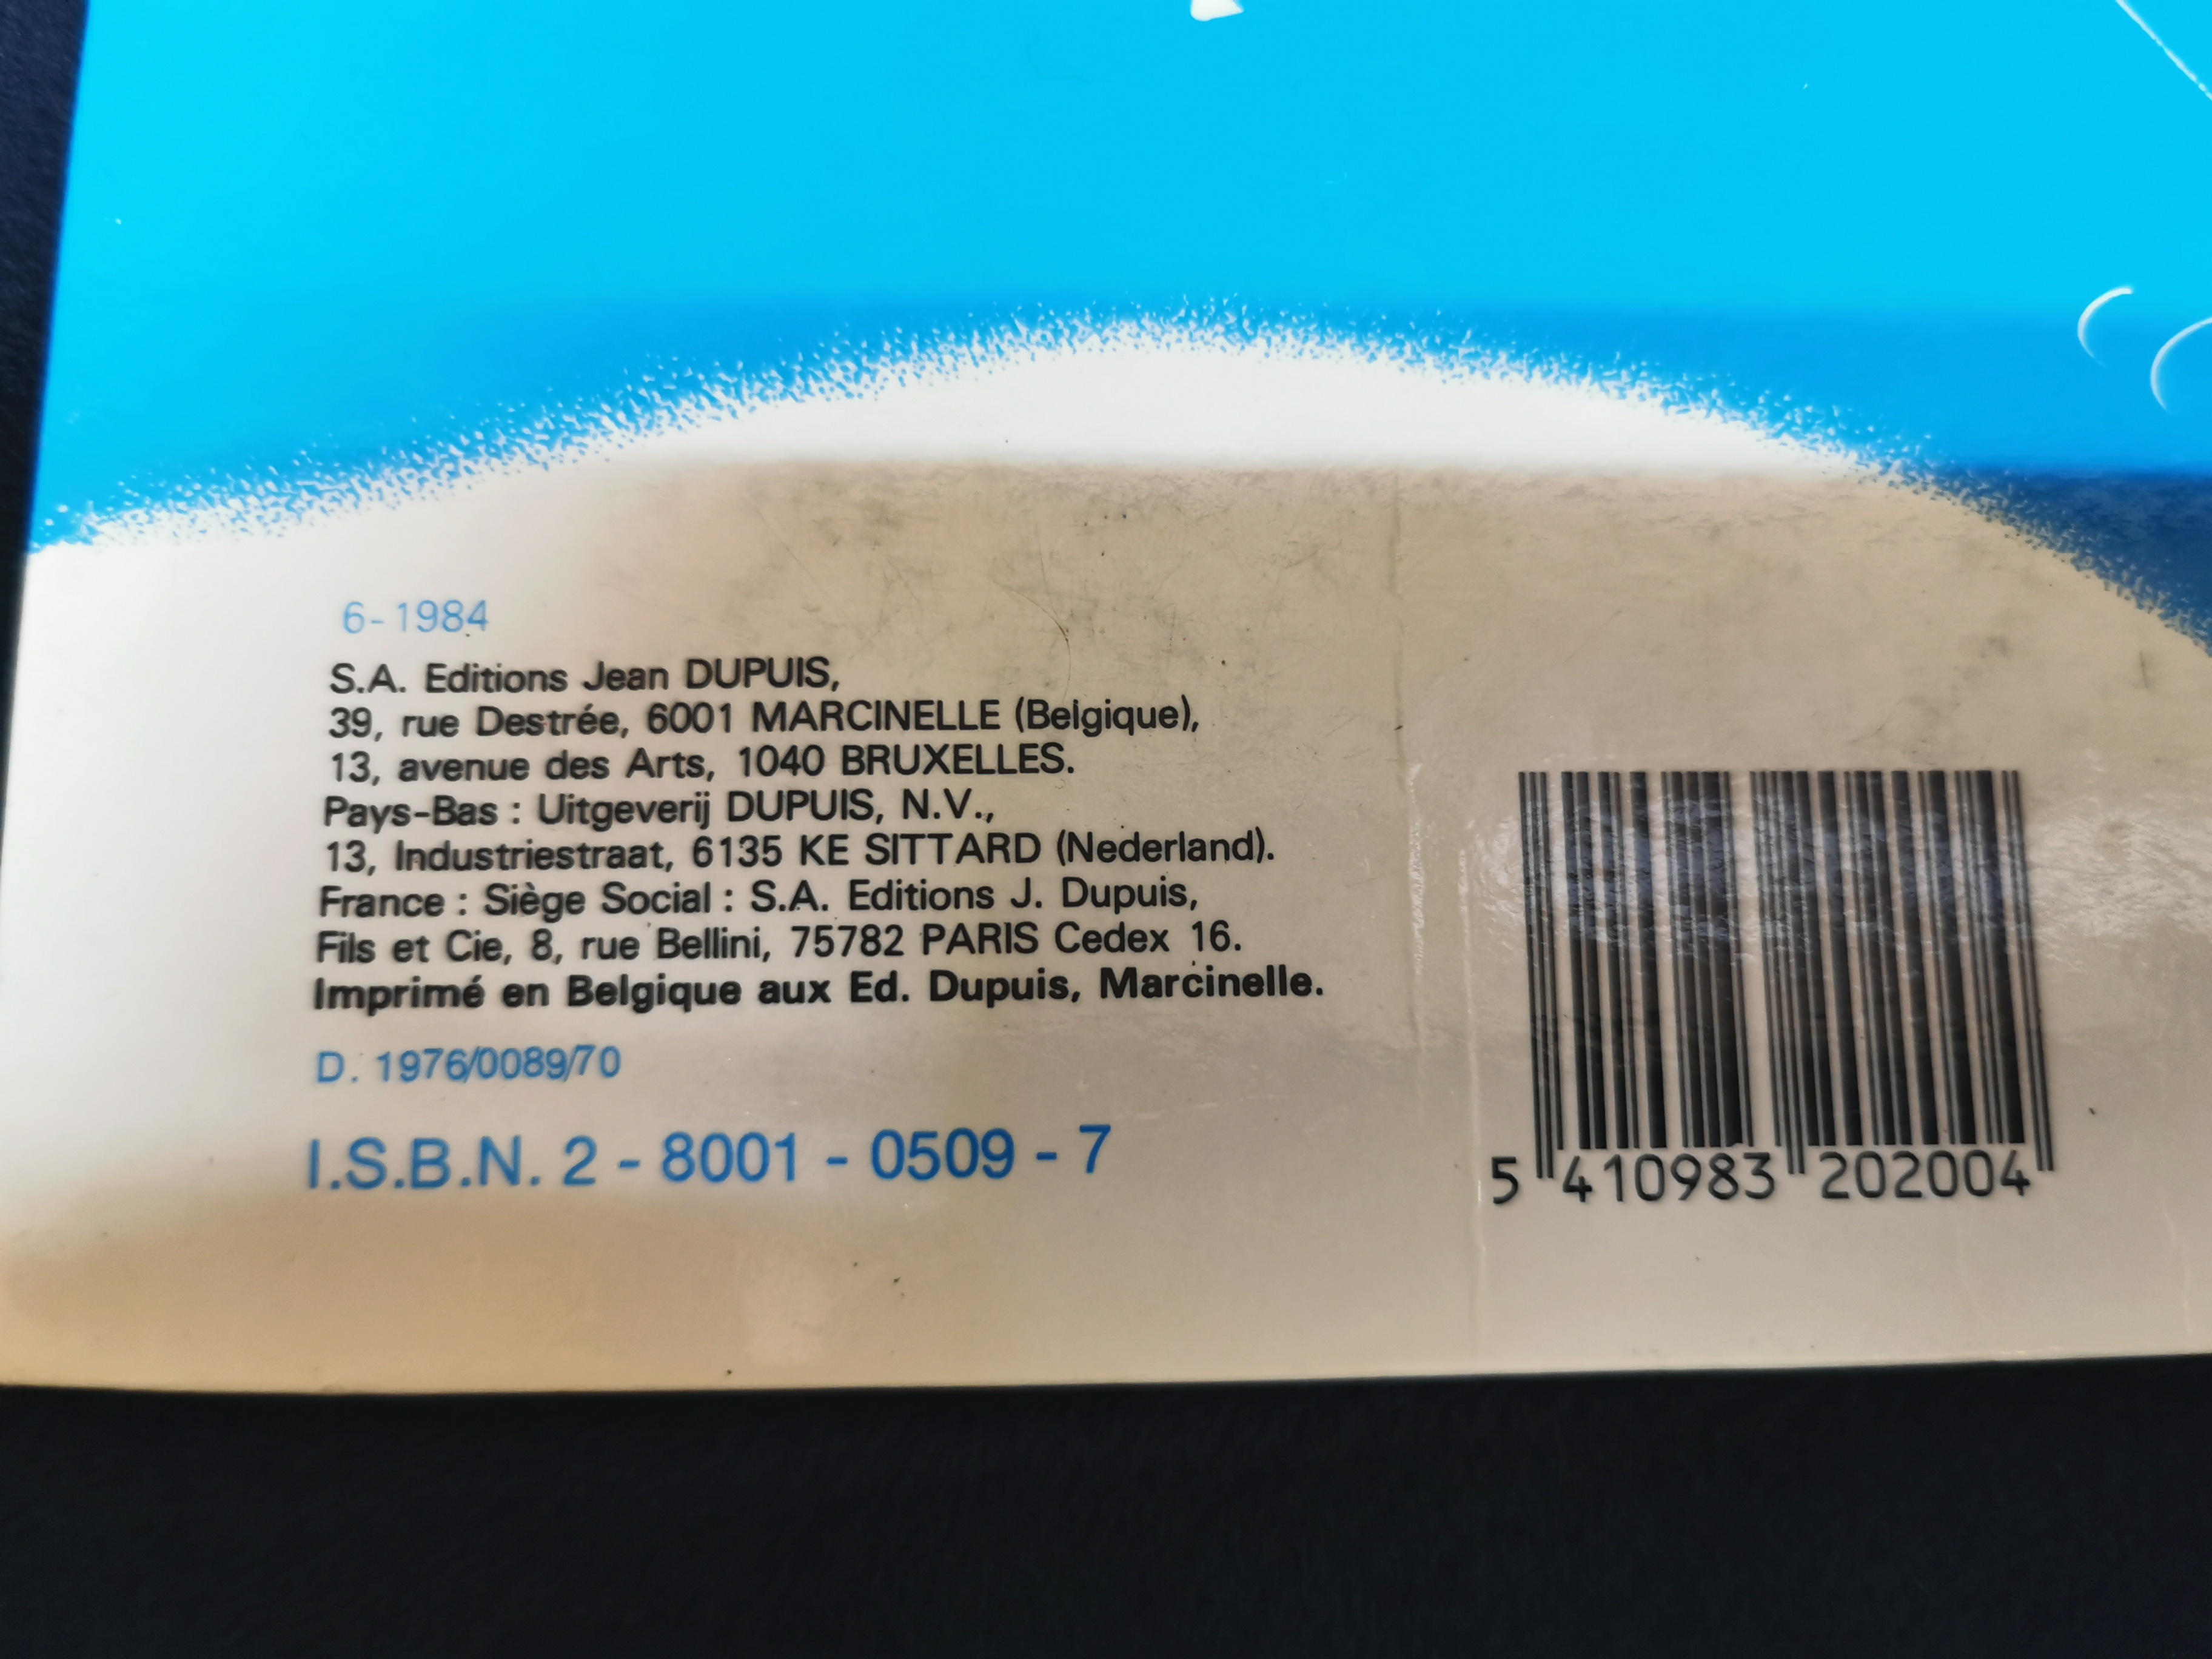 6-1984
S.A. Editions Jean DUPUIS,
39, rue Destrée, 6001 MARCINELLE (Belgique),
13, avenue des Arts, 1040 BRUXELLES.
Pays-Bas : Uitgeverij DUPUIS, N.V.,
13, Industriestraat, 6135 KE SITTARD (Nederland).
France : Siège Social : S.A. Editions J. Dupuis,
Fils et Cie, 8, rue Bellini, 75782 PARIS Cedex 16.
Imprimé en Belgique aux Ed. Dupuis, Marcinelle.
D. 1976/0089/70
I.S.B.N. 2 - 8001 - 0509 - 7
5 410983 202004